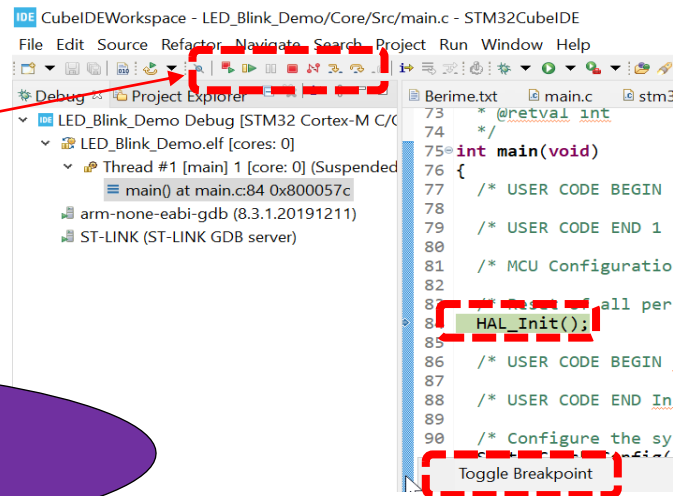 IDE CubeIDEWorkspace - LED_Blink_Demo/Core/Src/main.c - STM32CubeIDE
File Edit Source Refactor Navigate Search Project Run Window Help
Debug Project Explorer
LED_Blink_Demo Debug [STM32 Cortex-M C/C
LED_Blink_Demo.elf [cores: 0]
Thread #1 [main] 1 [core: 0] (Suspended
main() at main.c:84 0x800057c
arm-none-eabi-gdb (8.3.1.20191211)
ST-LINK (ST-LINK GDB server)
Berime.txt main.c stm3
73 * @retval int
74 */
75 int main(void)
76 {
77 /* USER CODE BEGIN
78
79 /* USER CODE END 1
80
81 /* MCU Configuratio
82
83 /* Reset of all per
84 HAL_Init();
85
86 /* USER CODE BEGIN
87
88 /* USER CODE END In
89
90 /* Configure the sy
Toggle Breakpoint